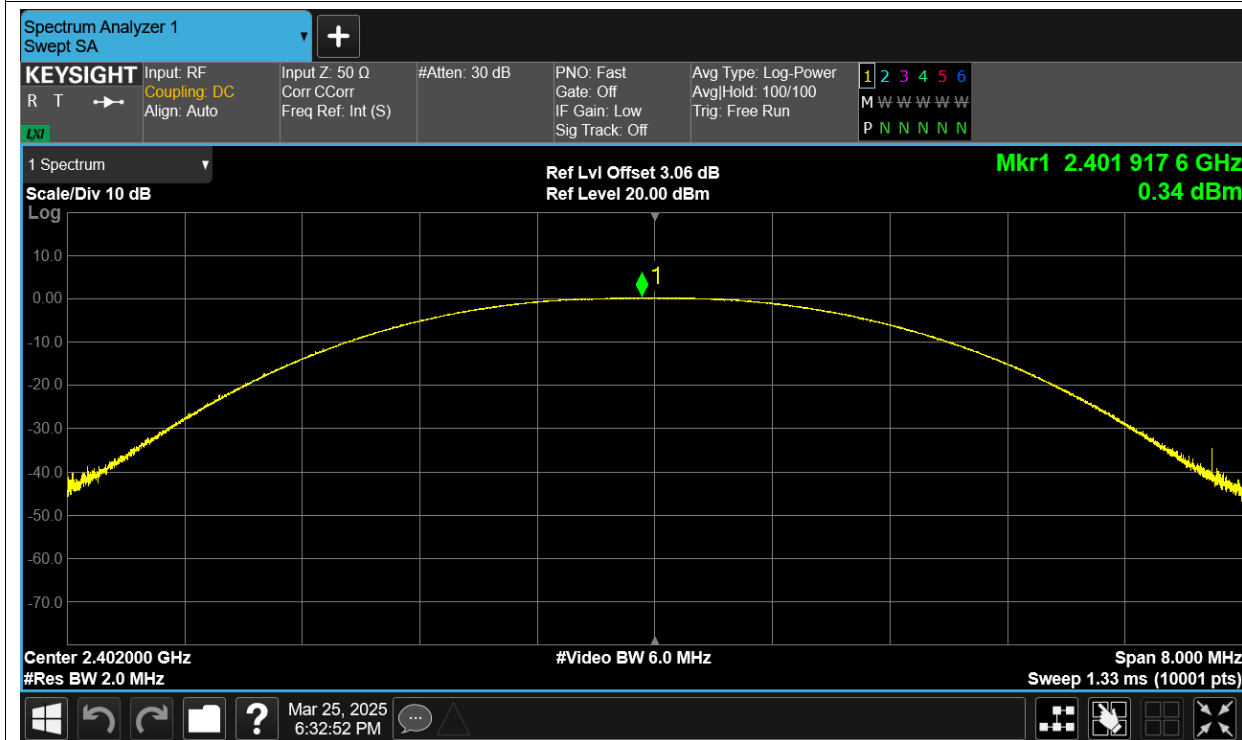 Spectrum Analyzer 1
Swept SA
+
KEYSIGHT
R T
LXI
Input: RF
Coupling: DC
Align: Auto
Input Z: 50 Ω
Corr CCorr
Freq Ref: Int (S)
#Atten: 30 dB
PNO: Fast
Gate: Off
IF Gain: Low
Sig Track: Off
Avg Type: Log-Power
Avg|Hold: 100/100
Trig: Free Run
1 2 3 4 5 6
M W W W W W
P N N N N N
1 Spectrum
Scale/Div 10 dB
Log
Ref Lvl Offset 3.06 dB
Ref Level 20.00 dBm
Mkr1 2.401 917 6 GHz
0.34 dBm
1
10.0
0.00
-10.0
-20.0
-30.0
-40.0
-50.0
-60.0
-70.0
Center 2.402000 GHz
#Res BW 2.0 MHz
#Video BW 6.0 MHz
Span 8.000 MHz
Sweep 1.33 ms (10001 pts)
?
Mar 25, 2025
6:32:52 PM